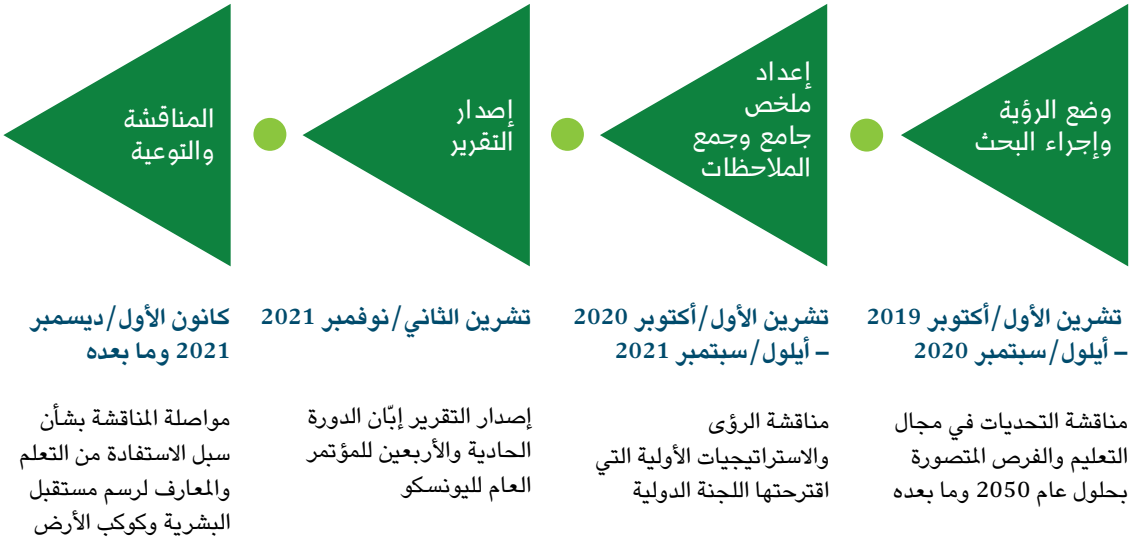 وضع الرؤية
وإجراء البحث
إعداد
ملخص
جامع وجمع
الملاحظات
إصدار
التقرير
المناقشة
والتوعية
تشرين الأول/أكتوبر 2019
– أيلول/سبتمبر 2020
مناقشة التحديات في مجال
التعليم والفرص المتصورة
بحلول عام 2050 وما بعده
تشرين الأول/أكتوبر 2020
– أيلول/سبتمبر 2021
مناقشة الرؤى
والاستراتيجيات الأولية التي
اقترحتها اللجنة الدولية
تشرين الثاني/نوفمبر 2021
إصدار التقرير إبّان الدورة
الحادية والأربعين للمؤتمر
العام لليونسكو
كانون الأول/ديسمبر
2021 وما بعده
مواصلة المناقشة بشأن
سبل الاستفادة من التعلم
والمعارف لرسم مستقبل
البشرية وكوكب الأرض